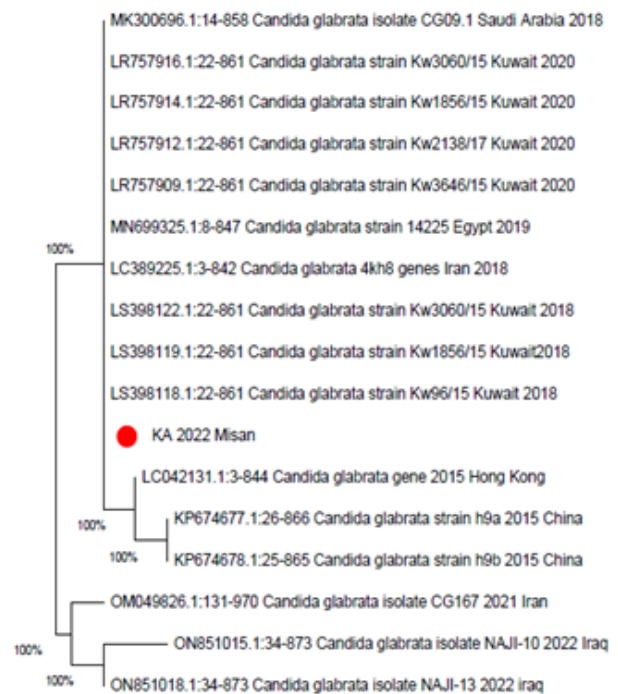 MK300696.1:14-858 Candida glabrata isolate CG09.1 Saudi Arabia 2018
LR757916.1:22-861 Candida glabrata strain Kw3060/15 Kuwait 2020
LR757914.1:22-861 Candida glabrata strain Kw1856/15 Kuwait 2020
LR757912.1:22-861 Candida glabrata strain Kw2138/17 Kuwait 2020
LR757909.1:22-861 Candida glabrata strain Kw3646/15 Kuwait 2020
MN699325.1:8-847 Candida glabrata strain 14225 Egypt 2019
100%
LC389225.1:3-842 Candida glabrata 4kh8 genes Iran 2018
LS398122.1:22-861 Candida glabrata strain Kw3060/15 Kuwait 2018
LS398119.1:22-861 Candida glabrata strain Kw1856/15 Kuwait2018
LS398118.1:22-861 Candida glabrata strain Kw96/15 Kuwait 2018
KA 2022 Misan
LC042131.1:3-844 Candida glabrata gene 2015 Hong Kong
100%
KP674677.1:26-866 Candida glabrata strain h9a 2015 China
100%
KP674678.1:25-865 Candida glabrata strain h9b 2015 China
OM049826.1:131-970 Candida glabrata isolate CG167 2021 Iran
100%
ON851015.1:34-873 Candida glabrata isolate NAJI-10 2022 Iraq
100%
ON851018.1:34-873 Candida glabrata isolate NAJI-13 2022 iraq